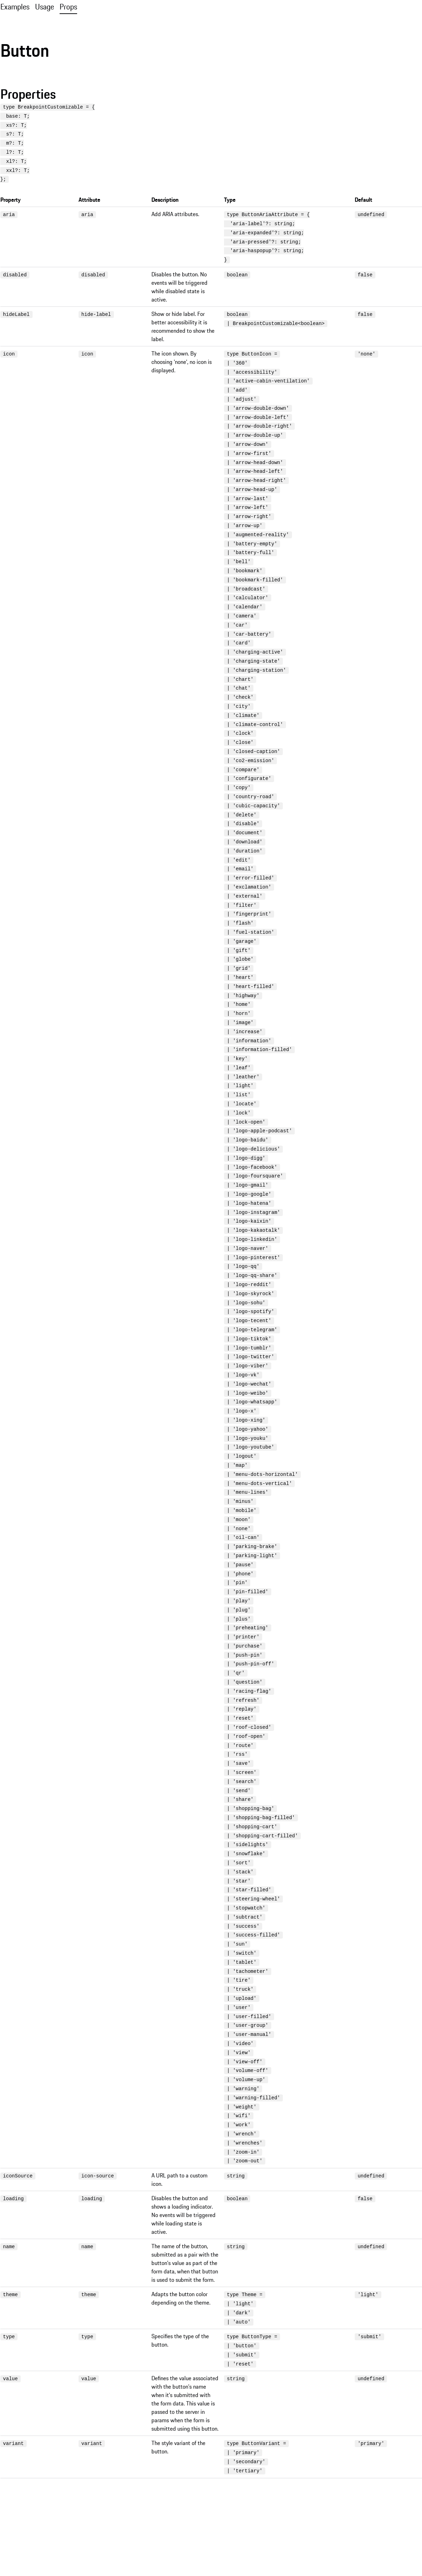 Examples Usage Props
Button
Properties
type BreakpointCustomizable = {
base: T;
xs?: T;
s?: T;
m?: T;
l?: T;
xl?: T;
xxl?: T;
};
Property Attribute Description Type Default
aria aria Add ARIA attributes. type ButtonAriaAttribute = { undefined
'aria-label'?: string;
'aria-expanded'?: string;
'aria-pressed'?: string;
'aria-haspopup'?: string;
}
disabled disabled Disables the button. No boolean false
events will be triggered
while disabled state is
active.
hideLabel hide-label Show or hide label. For boolean false
better accessibility it is | BreakpointCustomizable<boolean>
recommended to show the
label.
icon icon The icon shown. By type ButtonIcon = 'none'
choosing 'none', no icon is | '360'
displayed. | 'accessibility'
| 'active-cabin-ventilation'
| 'add'
| 'adjust'
| 'arrow-double-down'
| 'arrow-double-left'
| 'arrow-double-right'
| 'arrow-double-up'
| 'arrow-down'
| 'arrow-first'
| 'arrow-head-down'
| 'arrow-head-left'
| 'arrow-head-right'
| 'arrow-head-up'
| 'arrow-last'
| 'arrow-left'
| 'arrow-right'
| 'arrow-up'
| 'augmented-reality'
| 'battery-empty'
| 'battery-full'
| 'bell'
| 'bookmark'
| 'bookmark-filled'
| 'broadcast'
| 'calculator'
| 'calendar'
| 'camera'
| 'car'
| 'car-battery'
| 'card'
| 'charging-active'
| 'charging-state'
| 'charging-station'
| 'chart'
| 'chat'
| 'check'
| 'city'
| 'climate'
| 'climate-control'
| 'clock'
| 'close'
| 'closed-caption'
| 'co2-emission'
| 'compare'
| 'configurate'
| 'copy'
| 'country-road'
| 'cubic-capacity'
| 'delete'
| 'disable'
| 'document'
| 'download'
| 'duration'
| 'edit'
| 'email'
| 'error-filled'
| 'exclamation'
| 'external'
| 'filter'
| 'fingerprint'
| 'flash'
| 'fuel-station'
| 'garage'
| 'gift'
| 'globe'
| 'grid'
| 'heart'
| 'heart-filled'
| 'highway'
| 'home'
| 'horn'
| 'image'
| 'increase'
| 'information'
| 'information-filled'
| 'key'
| 'leaf'
| 'leather'
| 'light'
| 'list'
| 'locate'
| 'lock'
| 'lock-open'
| 'logo-apple-podcast'
| 'logo-baidu'
| 'logo-delicious'
| 'logo-digg'
| 'logo-facebook'
| 'logo-foursquare'
| 'logo-gmail'
| 'logo-google'
| 'logo-hatena'
| 'logo-instagram'
| 'logo-kaixin'
| 'logo-kakaotalk'
| 'logo-linkedin'
| 'logo-naver'
| 'logo-pinterest'
| 'logo-qq'
| 'logo-qq-share'
| 'logo-reddit'
| 'logo-skyrock'
| 'logo-sohu'
| 'logo-spotify'
| 'logo-tecent'
| 'logo-telegram'
| 'logo-tiktok'
| 'logo-tumblr'
| 'logo-twitter'
| 'logo-viber'
| 'logo-vk'
| 'logo-wechat'
| 'logo-weibo'
| 'logo-whatsapp'
| 'logo-x'
| 'logo-xing'
| 'logo-yahoo'
| 'logo-youku'
| 'logo-youtube'
| 'logout'
| 'map'
| 'menu-dots-horizontal'
| 'menu-dots-vertical'
| 'menu-lines'
| 'minus'
| 'mobile'
| 'moon'
| 'none'
| 'oil-can'
| 'parking-brake'
| 'parking-light'
| 'pause'
| 'phone'
| 'pin'
| 'pin-filled'
| 'play'
| 'plug'
| 'plus'
| 'preheating'
| 'printer'
| 'purchase'
| 'push-pin'
| 'push-pin-off'
| 'qr'
| 'question'
| 'racing-flag'
| 'refresh'
| 'replay'
| 'reset'
| 'roof-closed'
| 'roof-open'
| 'route'
| 'rss'
| 'save'
| 'screen'
| 'search'
| 'send'
| 'share'
| 'shopping-bag'
| 'shopping-bag-filled'
| 'shopping-cart'
| 'shopping-cart-filled'
| 'sidelights'
| 'snowflake'
| 'sort'
| 'stack'
| 'star'
| 'star-filled'
| 'steering-wheel'
| 'stopwatch'
| 'subtract'
| 'success'
| 'success-filled'
| 'sun'
| 'switch'
| 'tablet'
| 'tachometer'
| 'tire'
| 'truck'
| 'upload'
| 'user'
| 'user-filled'
| 'user-group'
| 'user-manual'
| 'video'
| 'view'
| 'view-off'
| 'volume-off'
| 'volume-up'
| 'warning'
| 'warning-filled'
| 'weight'
| 'wifi'
| 'work'
| 'wrench'
| 'wrenches'
| 'zoom-in'
| 'zoom-out'
iconSource icon-source A URL path to a custom string undefined
icon.
loading loading Disables the button and boolean false
shows a loading indicator.
No events will be triggered
while loading state is
active.
name name The name of the button, string undefined
submitted as a pair with the
button's value as part of the
form data, when that button
is used to submit the form.
theme theme Adapts the button color type Theme = 'light'
depending on the theme. | 'light'
| 'dark'
| 'auto'
type type Specifies the type of the type ButtonType = 'submit'
button. | 'button'
| 'submit'
| 'reset'
value value Defines the value associated string undefined
with the button's name
when it's submitted with
the form data. This value is
passed to the server in
params when the form is
submitted using this button.
variant variant The style variant of the type ButtonVariant = 'primary'
button. | 'primary'
| 'secondary'
| 'tertiary'